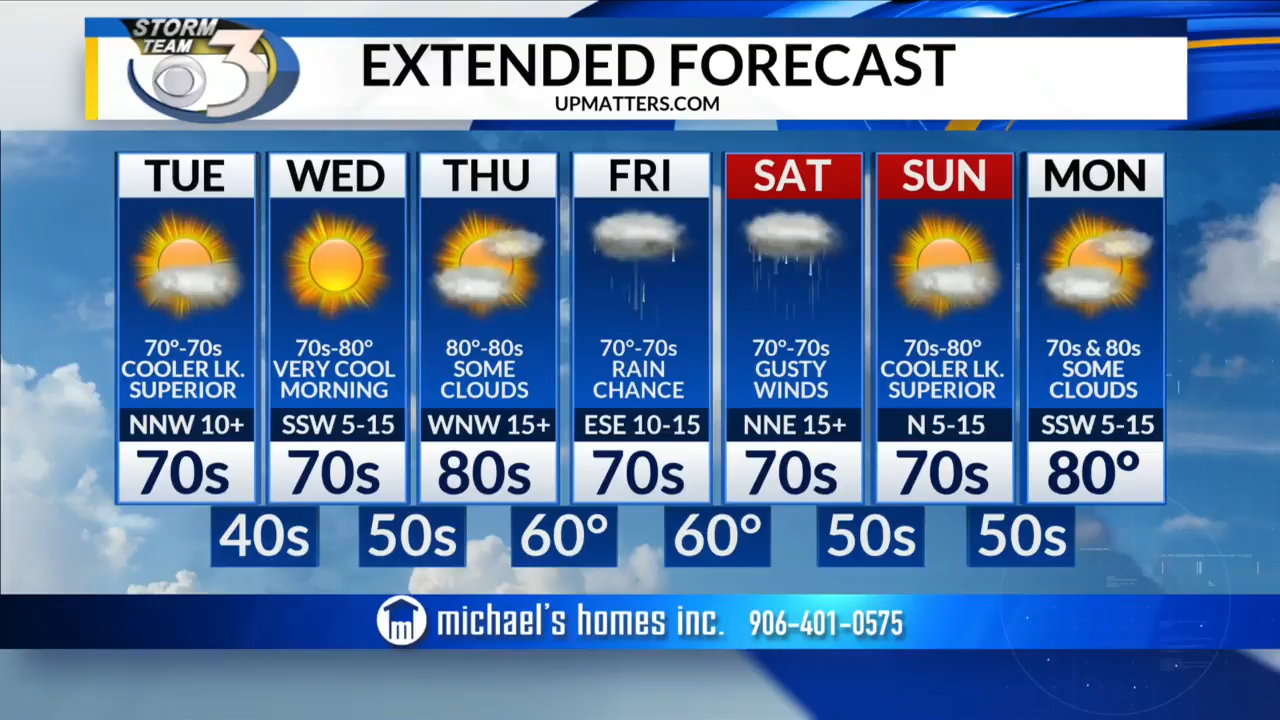 STORM
TEAM
3
EXTENDED FORECAST
UPMATTERS.COM
TUE
70°-70s
COOLER LK.
SUPERIOR
NNW 10+
70s
WED
70s-80°
VERY COOL
MORNING
SSW 5-15
70s
THU
80°-80s
SOME
CLOUDS
WNW 15+
80s
FRI
70°-70s
RAIN
CHANCE
ESE 10-15
70s
SAT
70°-70s
GUSTY
WINDS
NNE 15+
70s
SUN
70s-80°
COOLER LK.
SUPERIOR
N 5-15
70s
MON
70s & 80s
SOME
CLOUDS
SSW 5-15
80°
40s
50s
60°
60°
50s
50s
m michael's homes inc. 906-401-0575